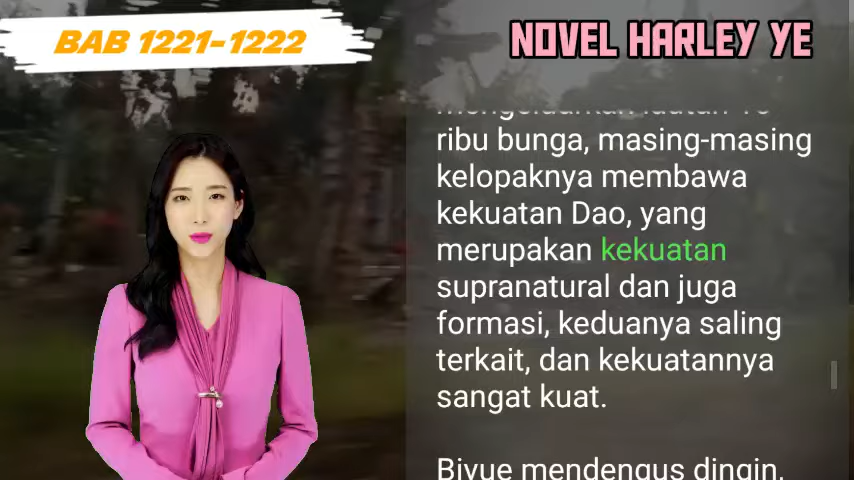 BAB 1221-1222
NOVEL HARLEY YE
ribu bunga, masing-masing
kelopaknya membawa
kekuatan Dao, yang
merupakan kekuatan
supranatural dan juga
formasi, keduanya saling
terkait, dan kekuatannya
sangat kuat.
Biyue mendengus dingin,